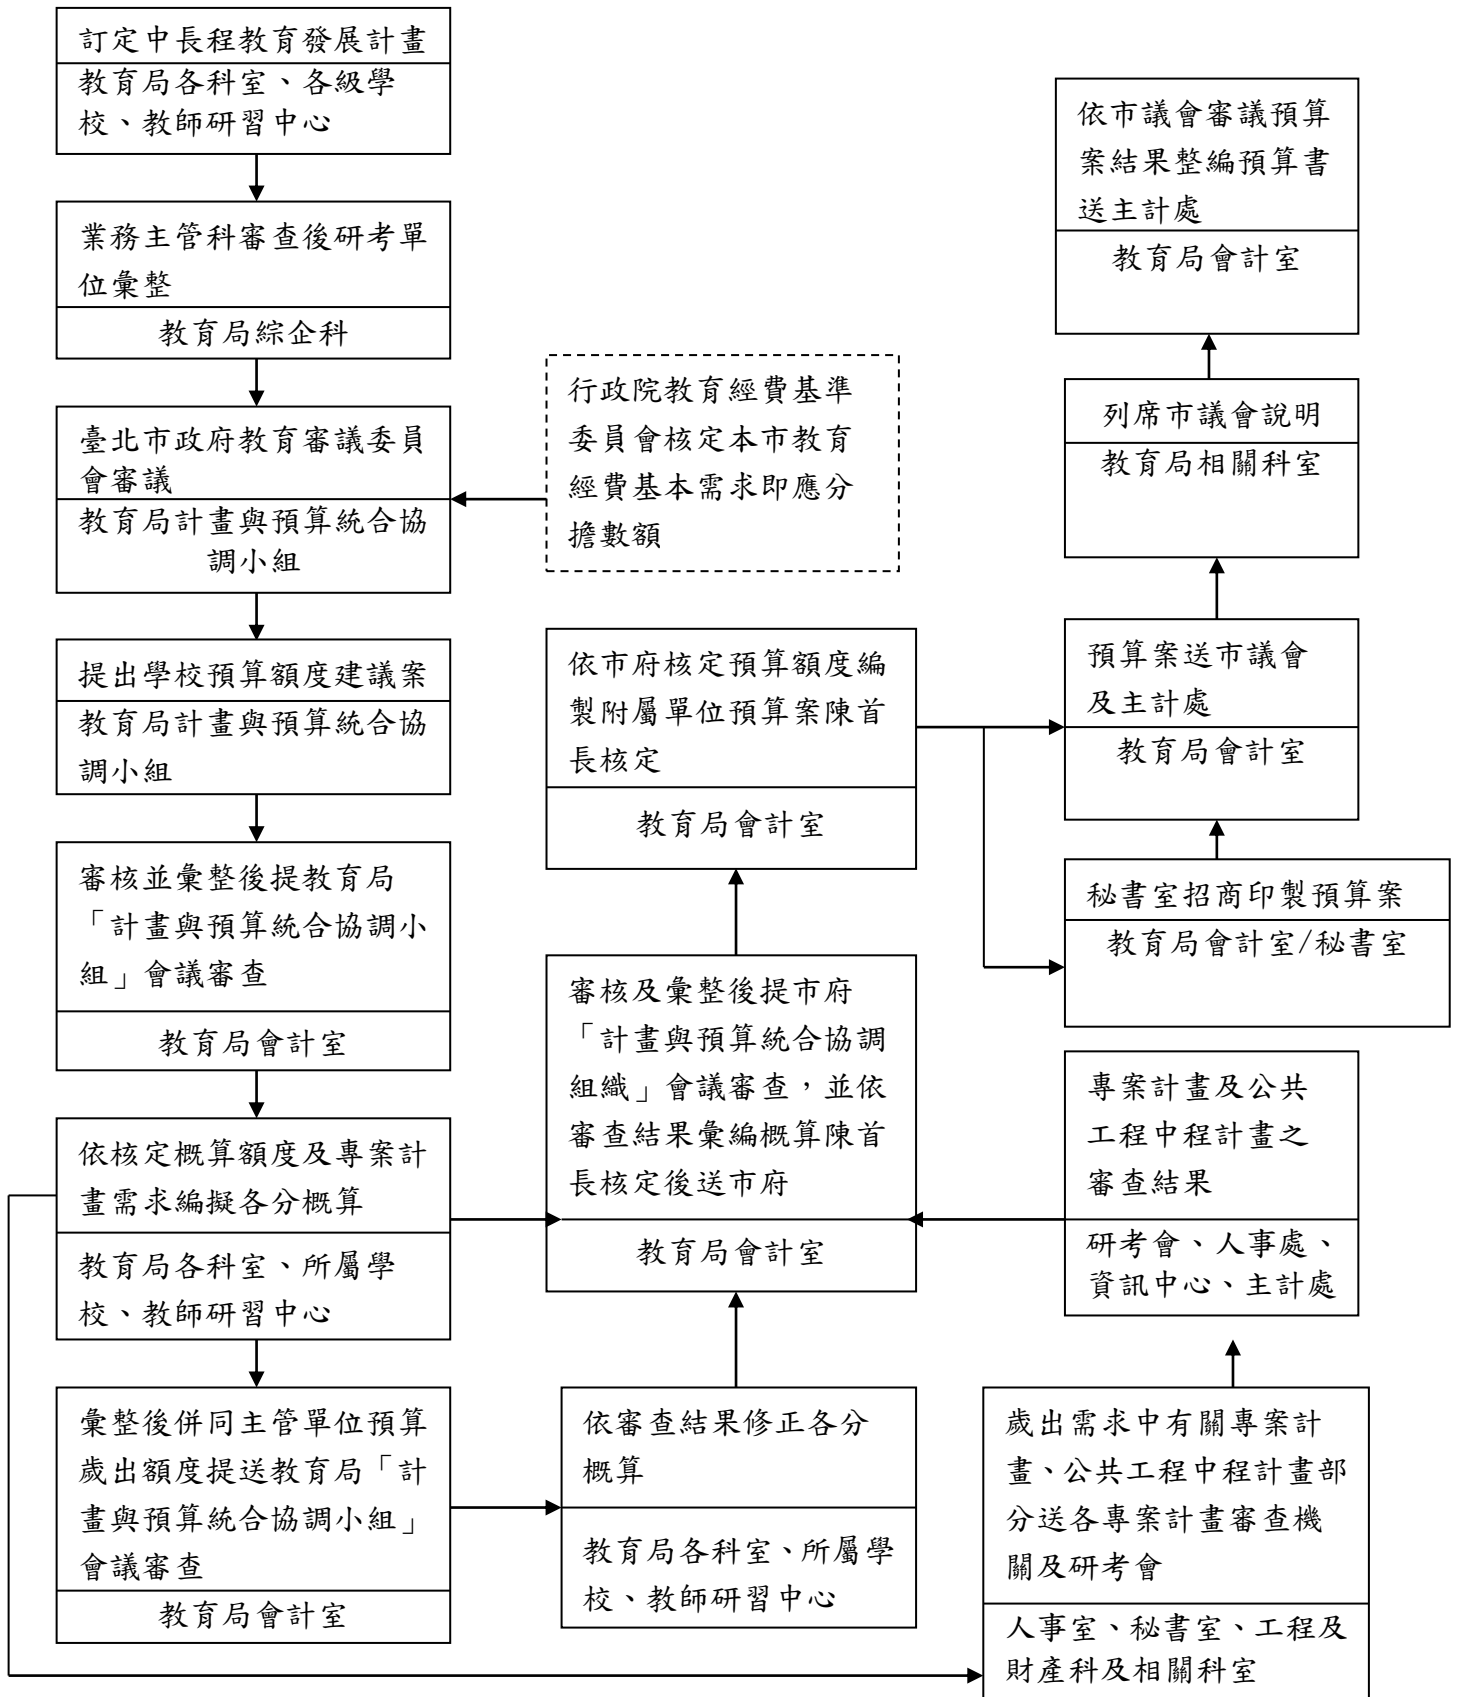 訂定中長程教育發展計畫
教育局各科室、各級學
校、教師研習中心
業務主管科審查後研考單
位彙整
教育局綜企科
臺北市政府教育審議委員
會審議
教育局計畫與預算統合協
調小組
行政院教育經費基準
委員會核定本市教育
經費基本需求即應分
擔數額
提出學校預算額度建議案
教育局計畫與預算統合協
調小組
審核並彙整後提教育局
「計畫與預算統合協調小
組」會議審查
教育局會計室
依核定概算額度及專案計
畫需求編擬各分概算
教育局各科室、所屬學
校、教師研習中心
彙整後併同主管單位預算
歲出額度提送教育局「計
畫與預算統合協調小組」
會議審查
教育局會計室
依審查結果修正各分
概算
教育局各科室、所屬學
校、教師研習中心
審核及彙整後提市府
「計畫與預算統合協調
組織」會議審查，並依
審查結果彙編概算陳首
長核定後送市府
教育局會計室
依市府核定預算額度編
製附屬單位預算案陳首
長核定
教育局會計室
依市議會審議預算
案結果整編預算書
送主計處
教育局會計室
列席市議會說明
教育局相關科室
預算案送市議會
及主計處
教育局會計室
秘書室招商印製預算案
教育局會計室/秘書室
專案計畫及公共
工程中程計畫之
審查結果
研考會、人事處、
資訊中心、主計處
歲出需求中有關專案計
畫、公共工程中程計畫部
分送各專案計畫審查機
關及研考會
人事室、秘書室、工程及
財產科及相關科室